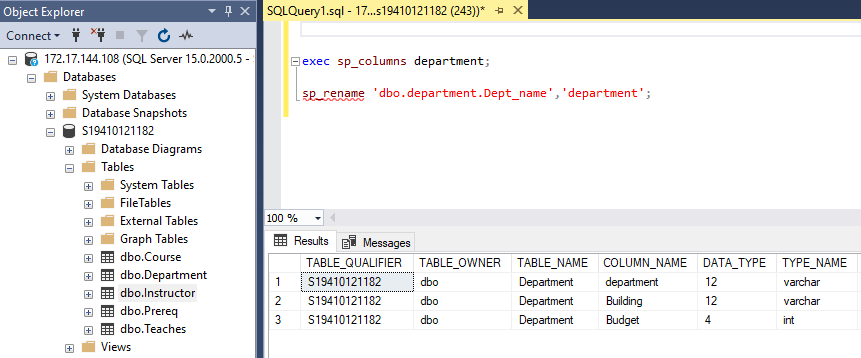 Object Explorer
Connect
172.17.144.108 (SQL Server 15.0.2000.5 -
Databases
System Databases
Database Snapshots
S19410121182
Database Diagrams
Tables
System Tables
FileTables
External Tables
Graph Tables
dbo.Course
dbo.Department
dbo.Instructor
dbo.Prereq
dbo.Teaches
Views
SQLQuery1.sql - 17...s19410121182 (243))*
exec sp_columns department;
sp_rename 'dbo.department.Dept_name','department';
100 %
Results Messages
TABLE_QUALIFIER TABLE_OWNER TABLE_NAME COLUMN_NAME DATA_TYPE TYPE_NAME
1 S19410121182 dbo Department department 12 varchar
2 S19410121182 dbo Department Building 12 varchar
3 S19410121182 dbo Department Budget 4 int